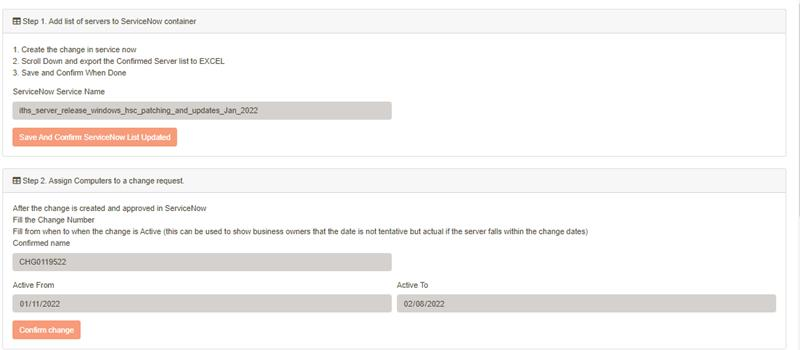 Step 1. Add list of servers to ServiceNow container
1. Create the change in service now
2. Scroll Down and export the Confirmed Server list to EXCEL
3. Save and Confirm When Done
ServiceNow Service Name
iths_server_release_windows_hsc_patching_and_updates_Jan_2022
Save And Confirm ServiceNow List Updated
Step 2. Assign Computers to a change request.
After the change is created and approved in ServiceNow
Fill the Change Number
Fill from when to when the change is Active (this can be used to show business owners that the date is not tentative but actual if the server falls within the change dates)
Confirmed name
CHG0119522
Active From
Active To
01/11/2022
02/08/2022
Confirm change